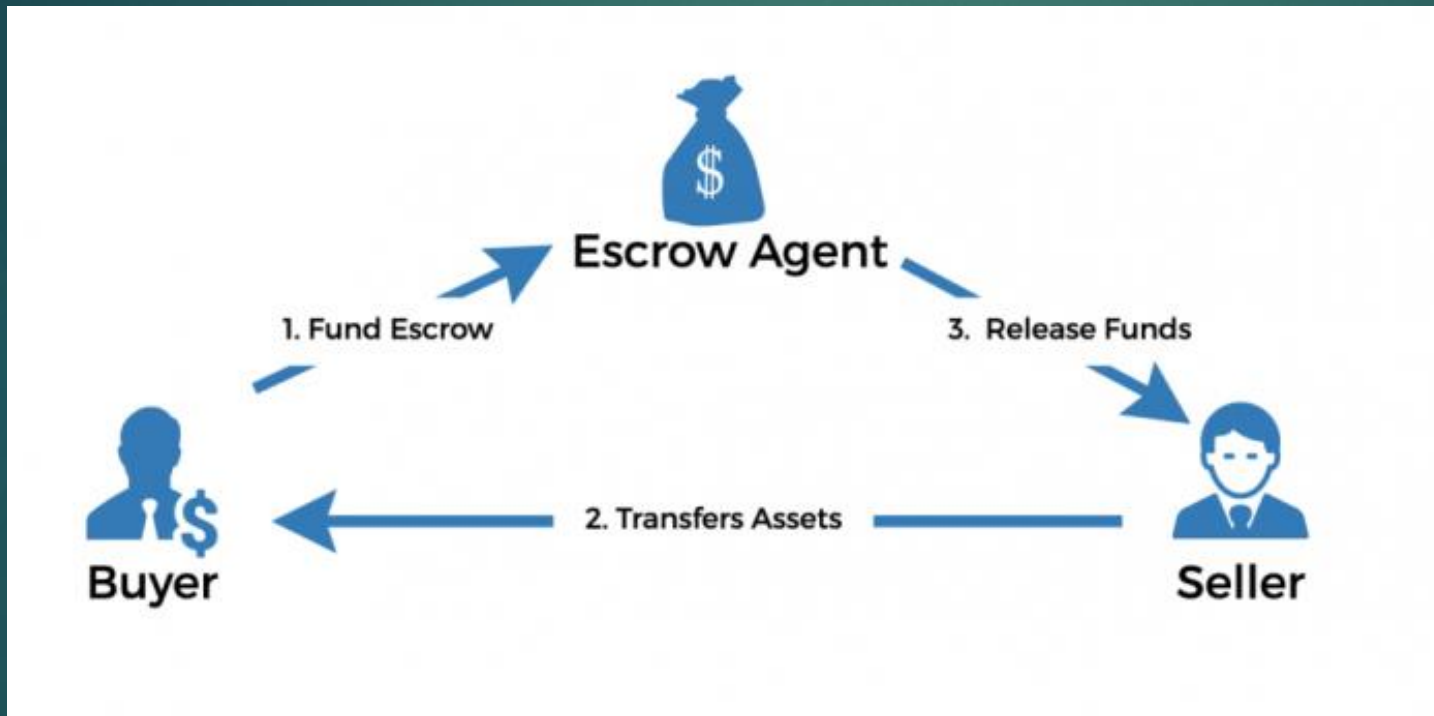 $
Escrow Agent
1. Fund Escrow
3. Release Funds
$
2. Transfers Assets
Buyer
Seller